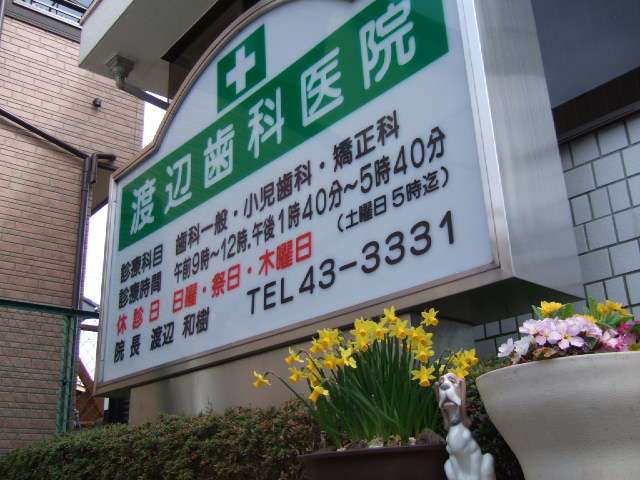 渡辺歯科医院
診療科目 歯科一般・小児歯科・矯正科
診療時間 午前9時〜12時,午後1時40分〜5時40分
(土曜日5時迄)
休診日 日曜・祭日・木曜日
院長 渡辺 和樹 TEL 43-3331